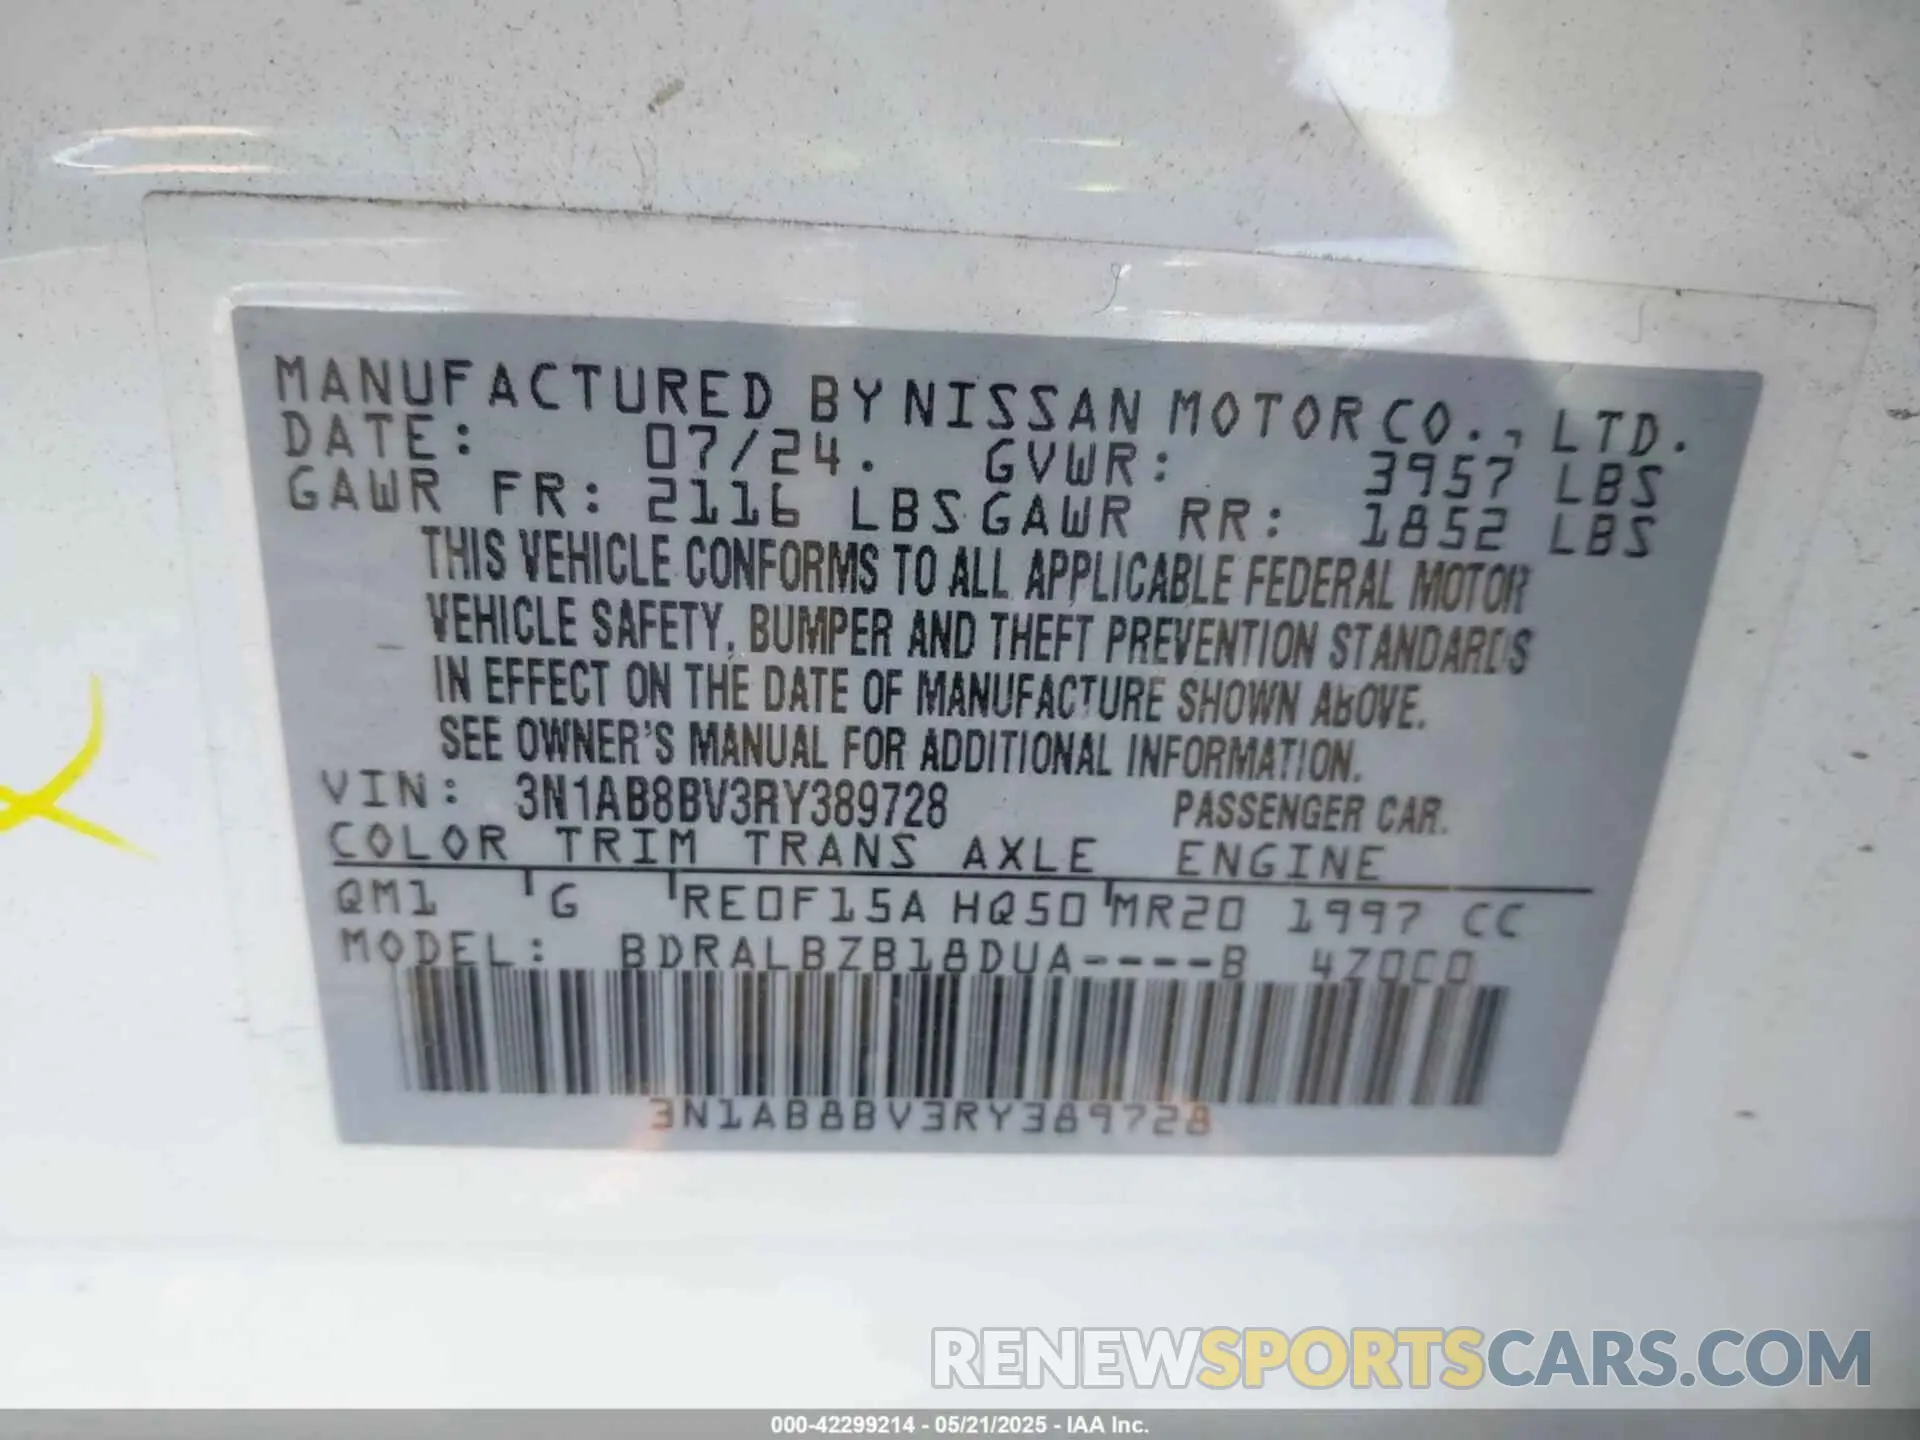 MANUFACTURED BY NISSAN MOTOR CO., LTD.
DATE: 07/24. GVWR: 3957 LBS
GAWR FR: 2116 LBS GAWR RR: 1852 LBS
THIS VEHICLE CONFORMS TO ALL APPLICABLE FEDERAL MOTOR
VEHICLE SAFETY, BUMPER AND THEFT PREVENTION STANDARDS
IN EFFECT ON THE DATE OF MANUFACTURE SHOWN ABOVE.
SEE OWNER'S MANUAL FOR ADDITIONAL INFORMATION.
VIN: 3N1AB8BV3RY389728 PASSENGER CAR.
COLOR TRIM TRANS AXLE ENGINE
QM1 G RE0F15A HQ50 MR20 1997 CC
MODEL: BDRALBZB18DUA----B 4Z0C0
3N1AB8BV3RY389728
RENEWSPORTSCARS.COM
000-42299214 - 05/21/2025 - IAA Inc.